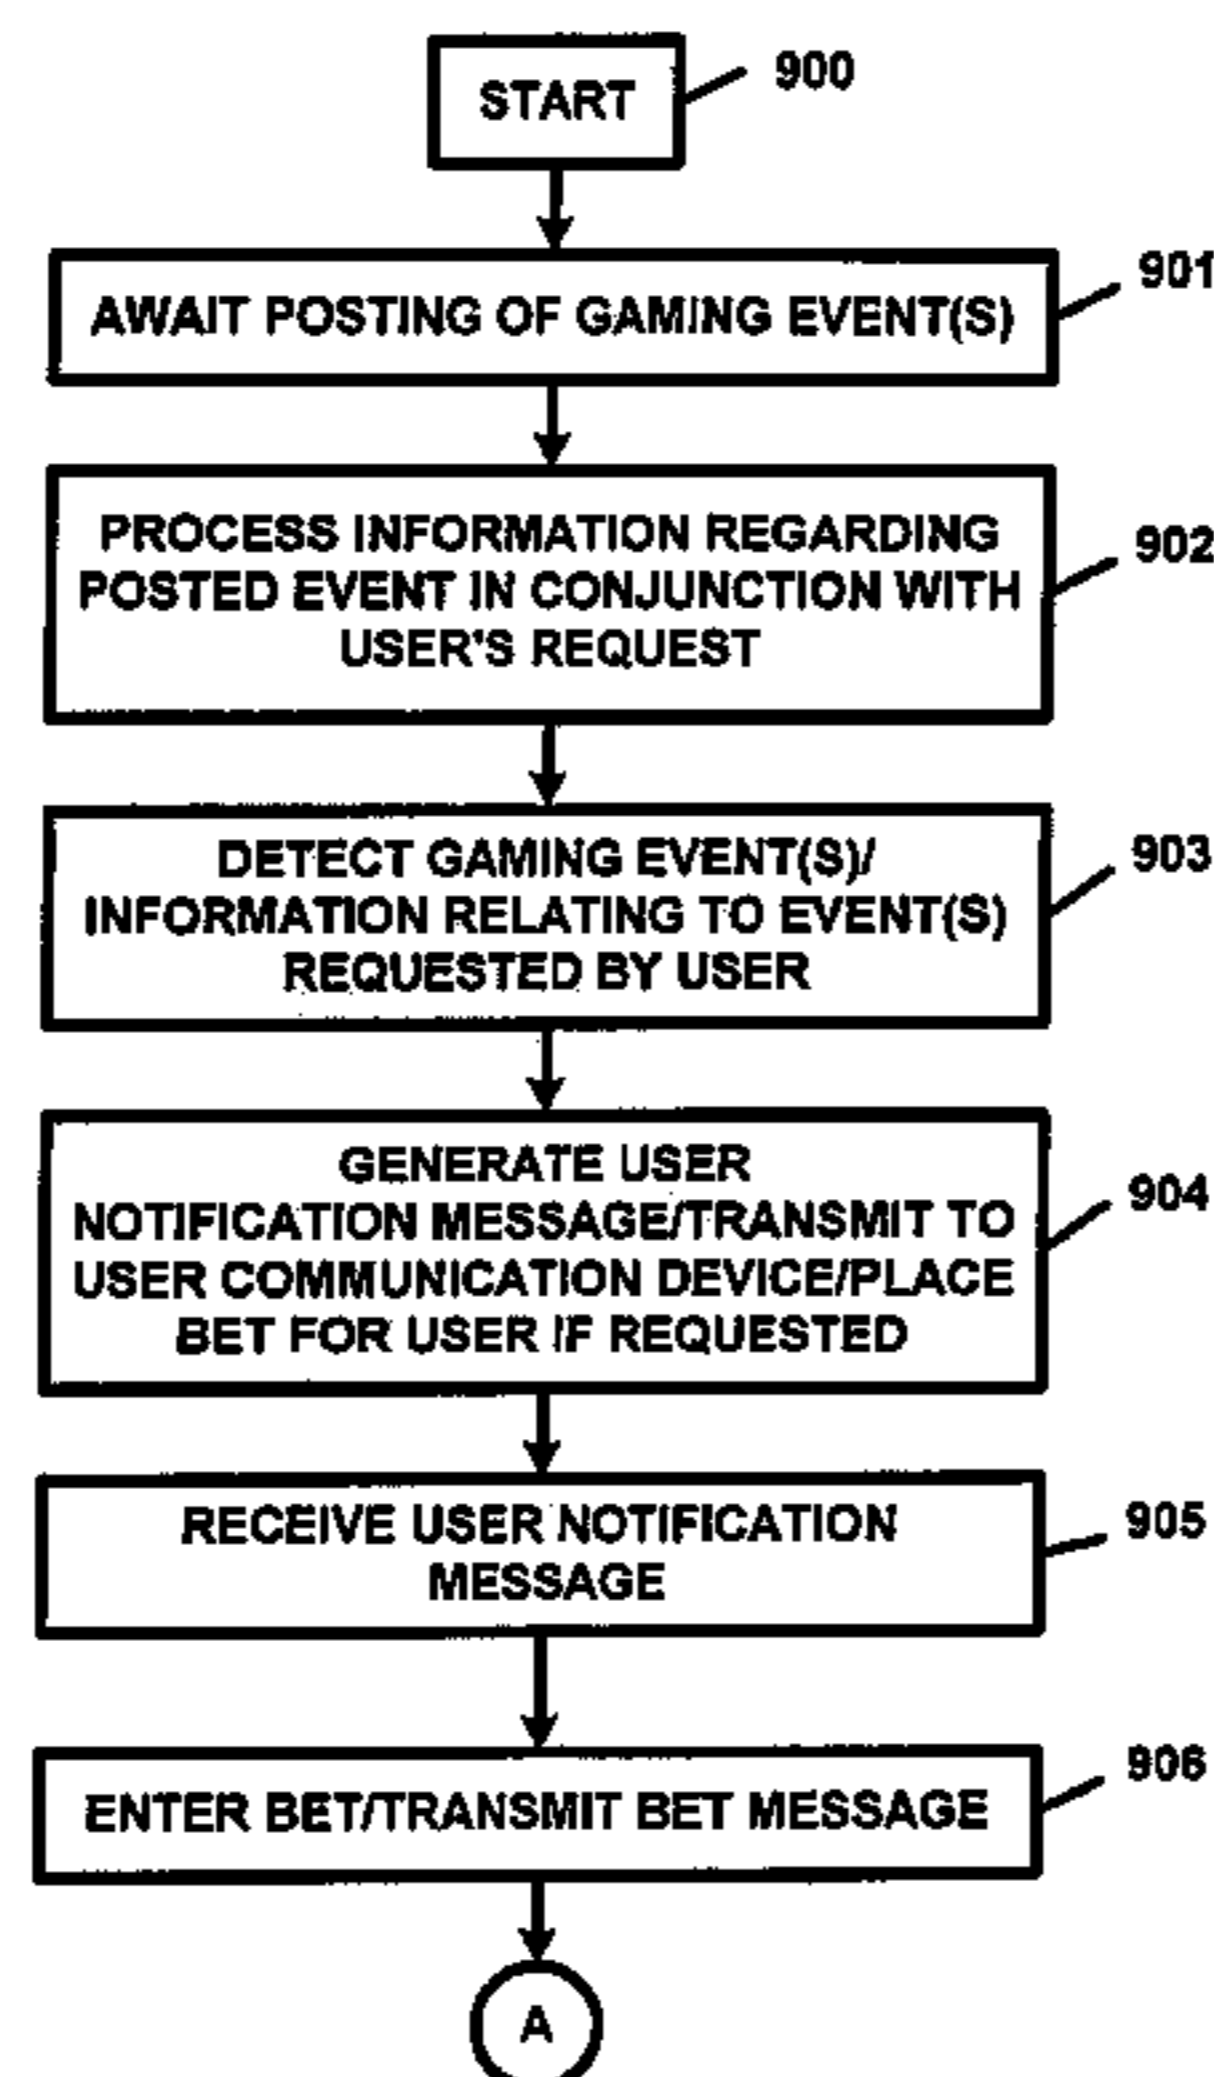 START
900
AWAIT POSTING OF GAMING EVENT(S)
901
PROCESS INFORMATION REGARDING
POSTED EVENT IN CONJUNCTION WITH
USER'S REQUEST
902
DETECT GAMING EVENT(S)/
INFORMATION RELATING TO EVENT(S)
REQUESTED BY USER
903
GENERATE USER
NOTIFICATION MESSAGE/TRANSMIT TO
USER COMMUNICATION DEVICE/PLACE
BET FOR USER IF REQUESTED
904
RECEIVE USER NOTIFICATION
MESSAGE
905
ENTER BET/TRANSMIT BET MESSAGE
906
A